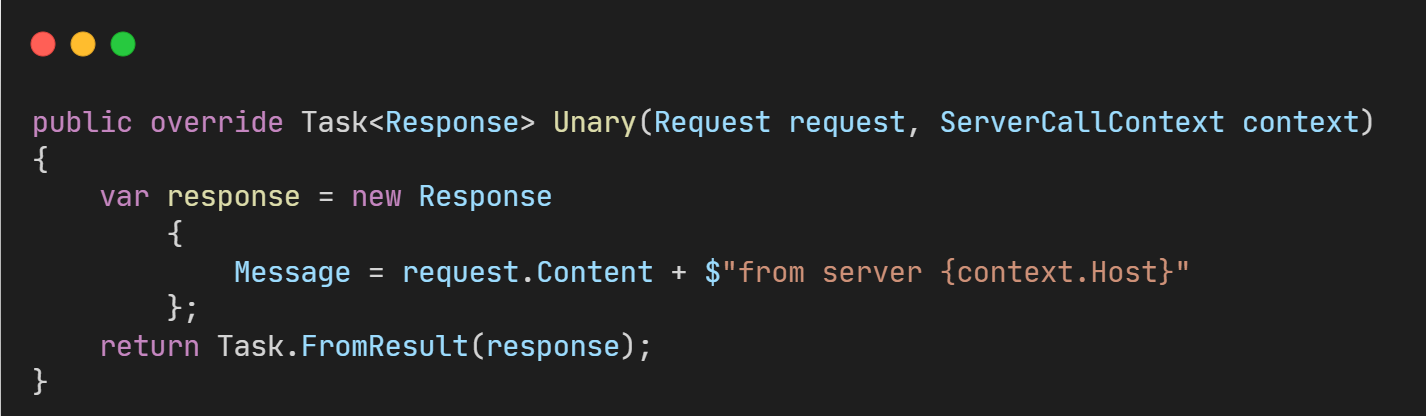 public override Task<Response> Unary(Request request, ServerCallContext context)
{
    var response = new Response
        {
            Message = request.Content + $"from server {context.Host}"
        };
    return Task.FromResult(response);
}